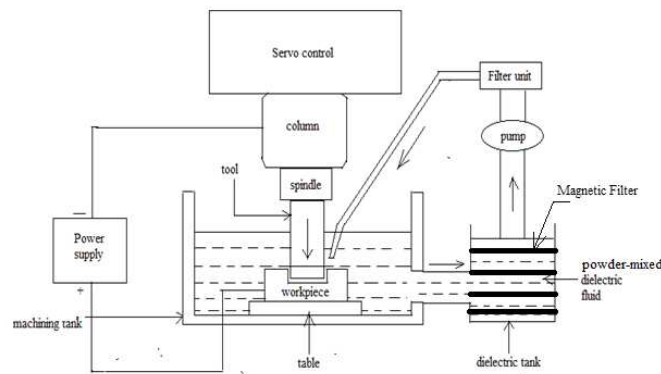 Servo control
Filter unit
column
pump
tool
spindle
Magnetic Filter
—
Power
supply
+
powder-mixed
dielectric
fluid
workpiece
machining tank
table
dielectric tank